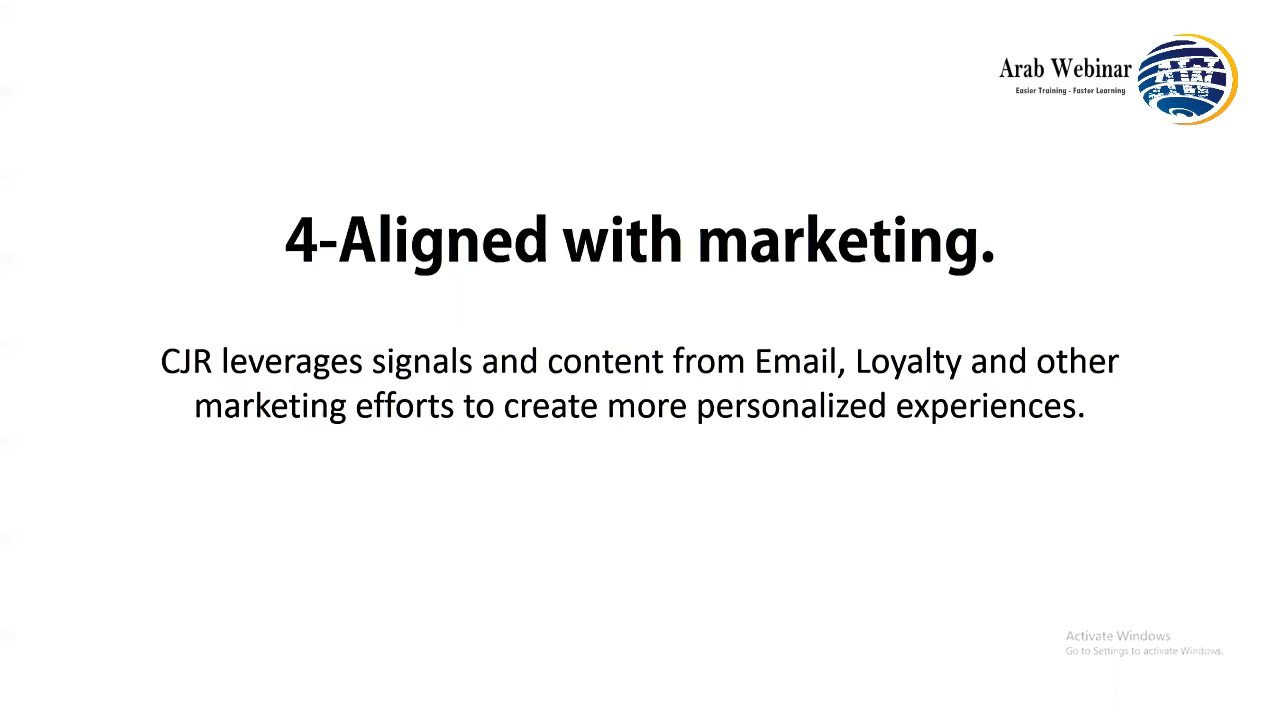 Arab Webinar
Easier Training - Faster Learning
4-Aligned with marketing.
CJR leverages signals and content from Email, Loyalty and other
marketing efforts to create more personalized experiences.
Activate Windows
Go to Settings to activate Windows.